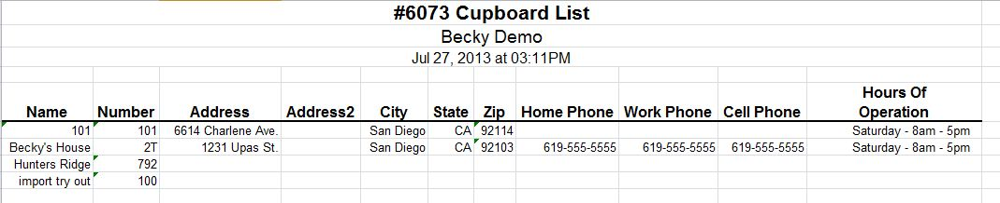 #6073 Cupboard List
Becky Demo
Jul 27, 2013 at 03:11PM
Name Number Address Address2 City State Zip Home Phone Work Phone Cell Phone Hours Of Operation
101 101 6614 Charlene Ave. San Diego CA 92114 Saturday - 8am - 5pm
Becky's House 2T 1231 Upas St. San Diego CA 92103 619-555-5555 619-555-5555 619-555-5555 Saturday - 8am - 5pm
Hunters Ridge 792
import try out 100